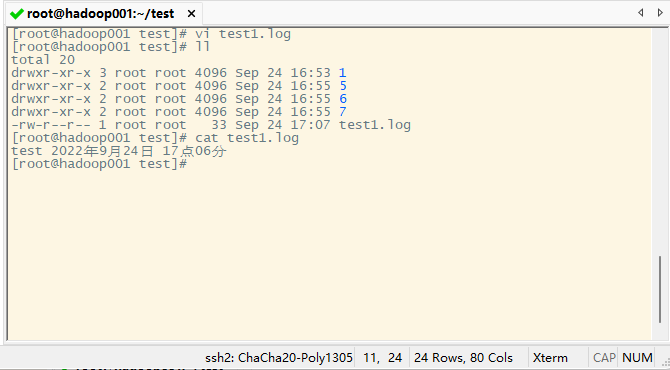 root@hadoop001:~/test
[root@hadoop001 test]# vi test1.log
[root@hadoop001 test]# ll
total 20
drwxr-xr-x 3 root root 4096 Sep 24 16:53 1
drwxr-xr-x 2 root root 4096 Sep 24 16:55 5
drwxr-xr-x 2 root root 4096 Sep 24 16:55 6
drwxr-xr-x 2 root root 4096 Sep 24 16:55 7
-rw-r--r-- 1 root root   33 Sep 24 17:07 test1.log
[root@hadoop001 test]# cat test1.log
test 2022年9月24日 17点06分
[root@hadoop001 test]#
ssh2: ChaCha20-Poly1305 11, 24 24 Rows, 80 Cols Xterm CAP NUM